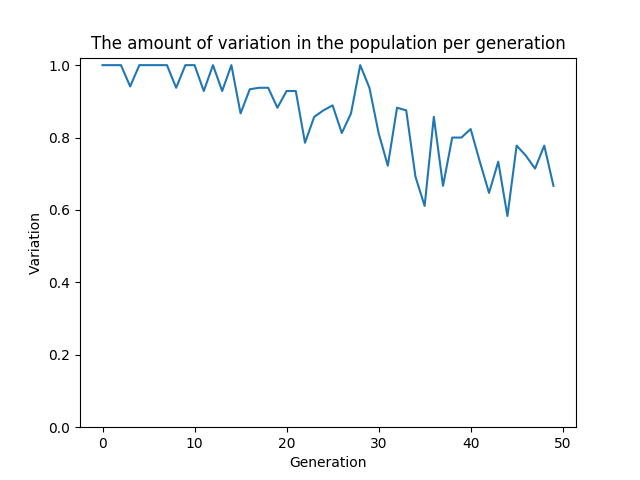 The amount of variation in the population per generation
1.0
0.8
0.6
0.4
0.2
0.0
Variation
0 10 20 30 40 50
Generation